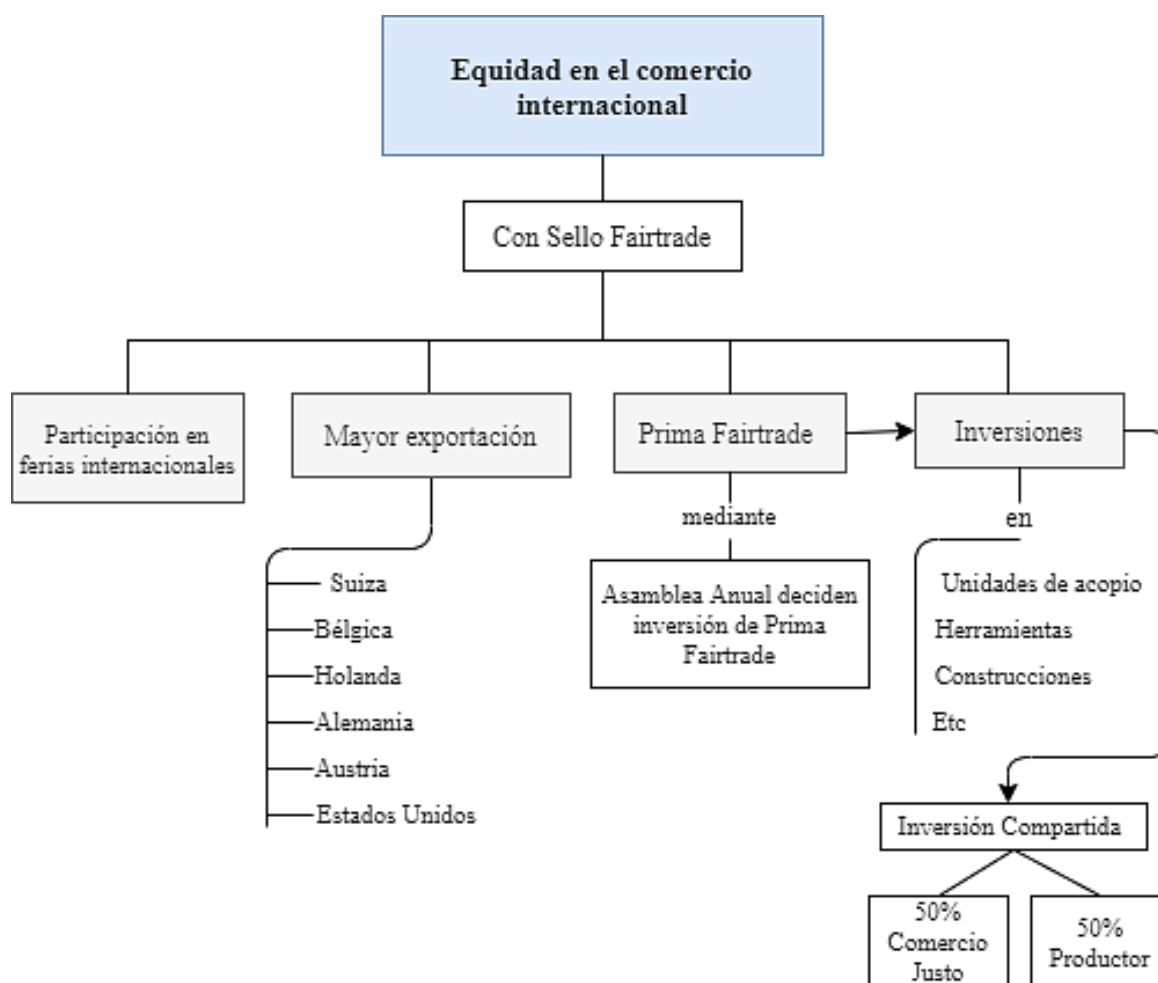 Equidad en el comercio
internacional
Con Sello Fairtrade
Participación en
ferias internacionales
Mayor exportación
Prima Fairtrade
Inversiones
mediante
en
Asamblea Anual deciden
inversión de Prima
Fairtrade
Suiza
Bélgica
Holanda
Alemania
Austria
Estados Unidos
Unidades de acopio
Herramientas
Construcciones
Etc
Inversión Compartida
50%
Comercio
Justo
50%
Productor